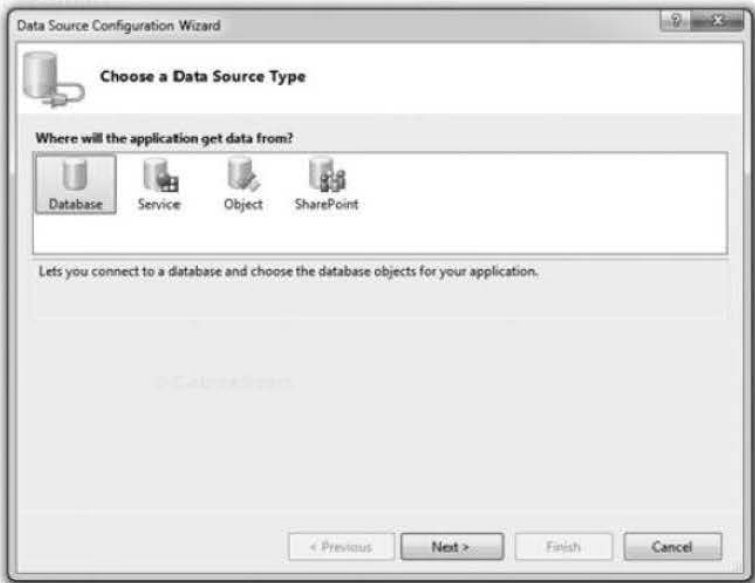 Data Source Configuration Wizard
Choose a Data Source Type
Where will the application get data from?
Database Service Object SharePoint
Lets you connect to a database and choose the database objects for your application.
< Previous Next > Finish Cancel